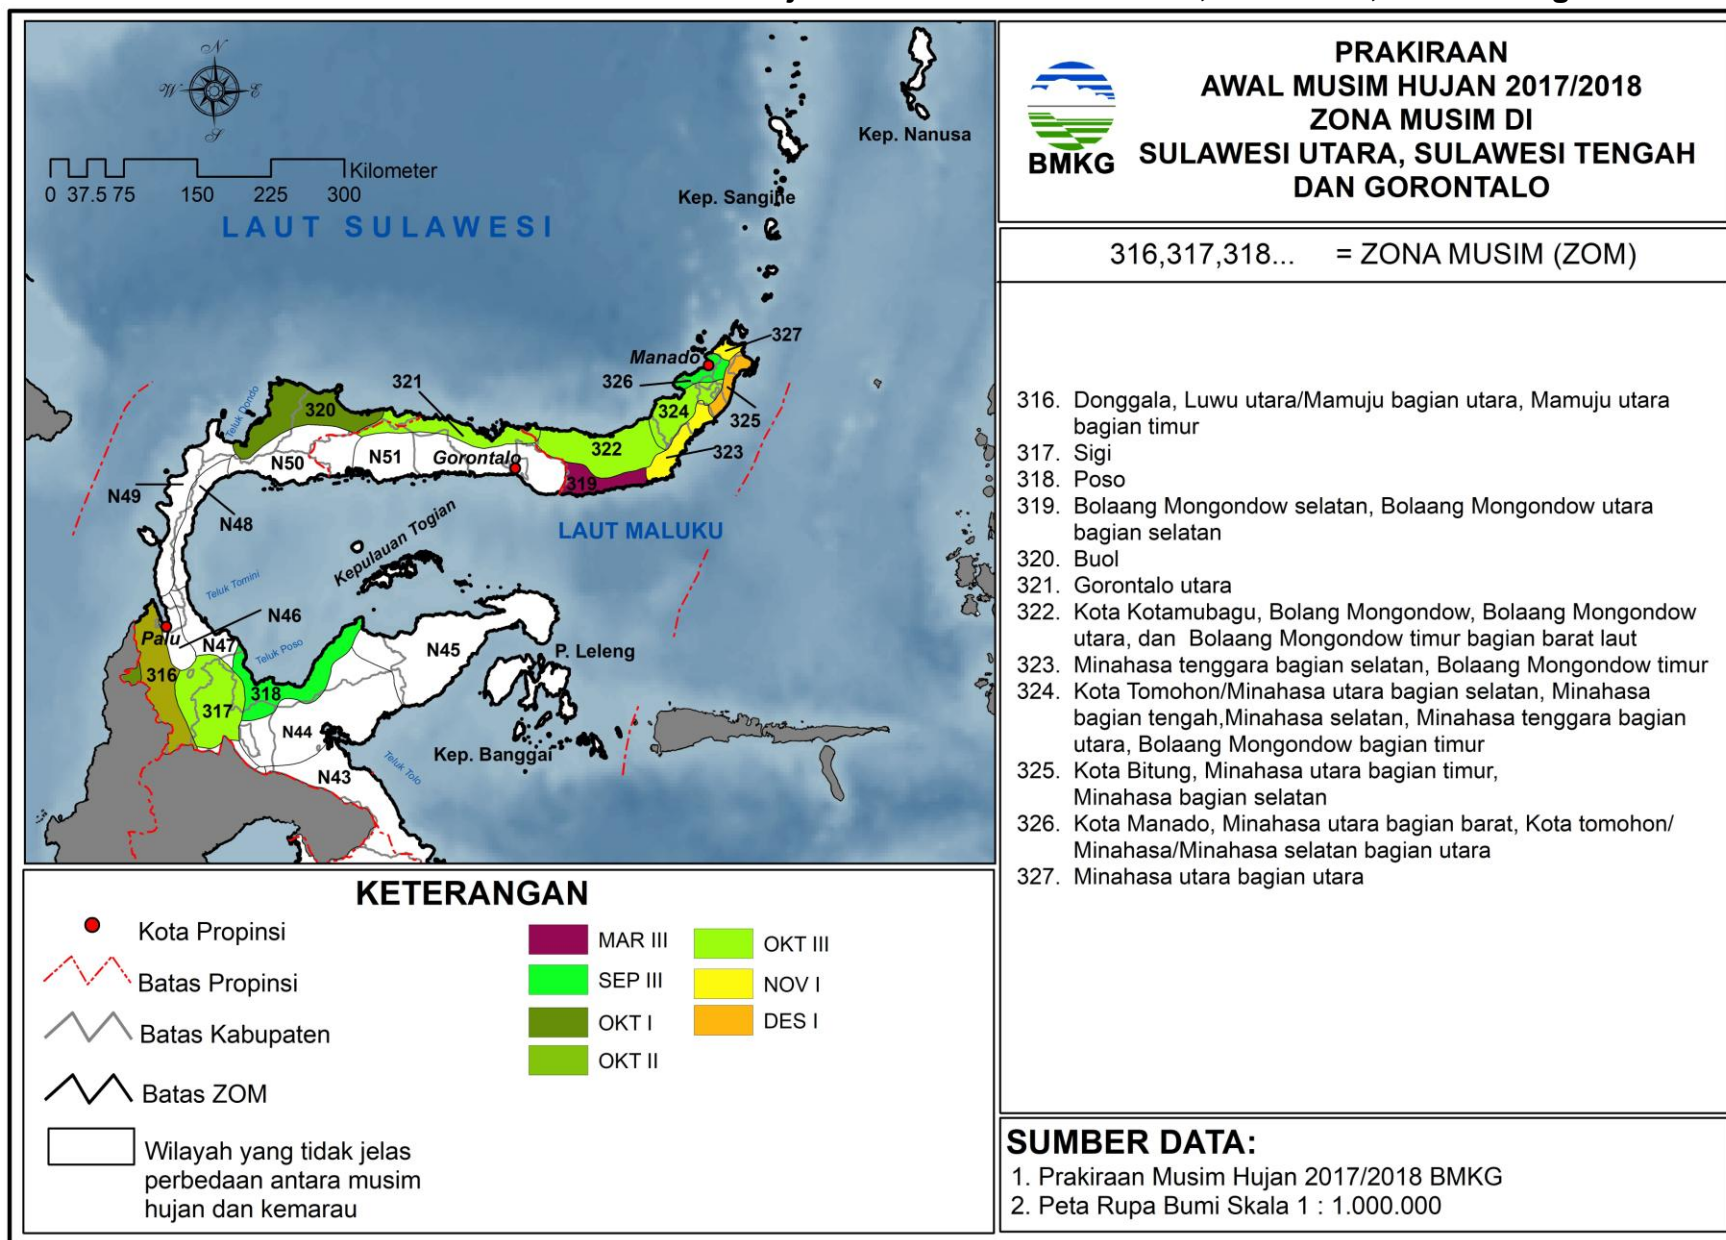 PRAKIRAAN
AWAL MUSIM HUJAN 2017/2018
ZONA MUSIM DI
SULAWESI UTARA, SULAWESI TENGAH
DAN GORONTALO
BMKG
316,317,318... = ZONA MUSIM (ZOM)
316. Donggala, Luwu utara/Mamuju bagian utara, Mamuju utara
bagian timur
317. Sigi
318. Poso
319. Bolaang Mongondow selatan, Bolaang Mongondow utara
bagian selatan
320. Buol
321. Gorontalo utara
322. Kota Kotamubagu, Bolang Mongondow, Bolaang Mongondow
utara, dan Bolaang Mongondow timur bagian barat laut
323. Minahasa tenggara bagian selatan, Bolaang Mongondow timur
324. Kota Tomohon/Minahasa utara bagian selatan, Minahasa
bagian tengah,Minahasa selatan, Minahasa tenggara bagian
utara, Bolaang Mongondow bagian timur
325. Kota Bitung, Minahasa utara bagian timur,
Minahasa bagian selatan
326. Kota Manado, Minahasa utara bagian barat, Kota tomohon/
Minahasa/Minahasa selatan bagian utara
327. Minahasa utara bagian utara
SUMBER DATA:
1. Prakiraan Musim Hujan 2017/2018 BMKG
2. Peta Rupa Bumi Skala 1 : 1.000.000
N
W
E
S
Kilometer
0 37.5 75 150 225 300
LAUT SULAWESI
Kep. Nanusa
Kep. Sangihe
327
Manado
326
321
320
324
325
Teluk Dondo
322
323
N50
N51
Gorontalo
319
N49
N48
LAUT MALUKU
Kepulauan Togian
Teluk Tomini
N46
Palu
N47
Teluk Poso
N45
P. Leleng
316
318
317
N44
Kep. Banggai
N43
Teluk Tolo
KETERANGAN
Kota Propinsi
Batas Propinsi
Batas Kabupaten
Batas ZOM
Wilayah yang tidak jelas
perbedaan antara musim
hujan dan kemarau
MAR III
SEP III
OKT I
OKT II
OKT III
NOV I
DES I